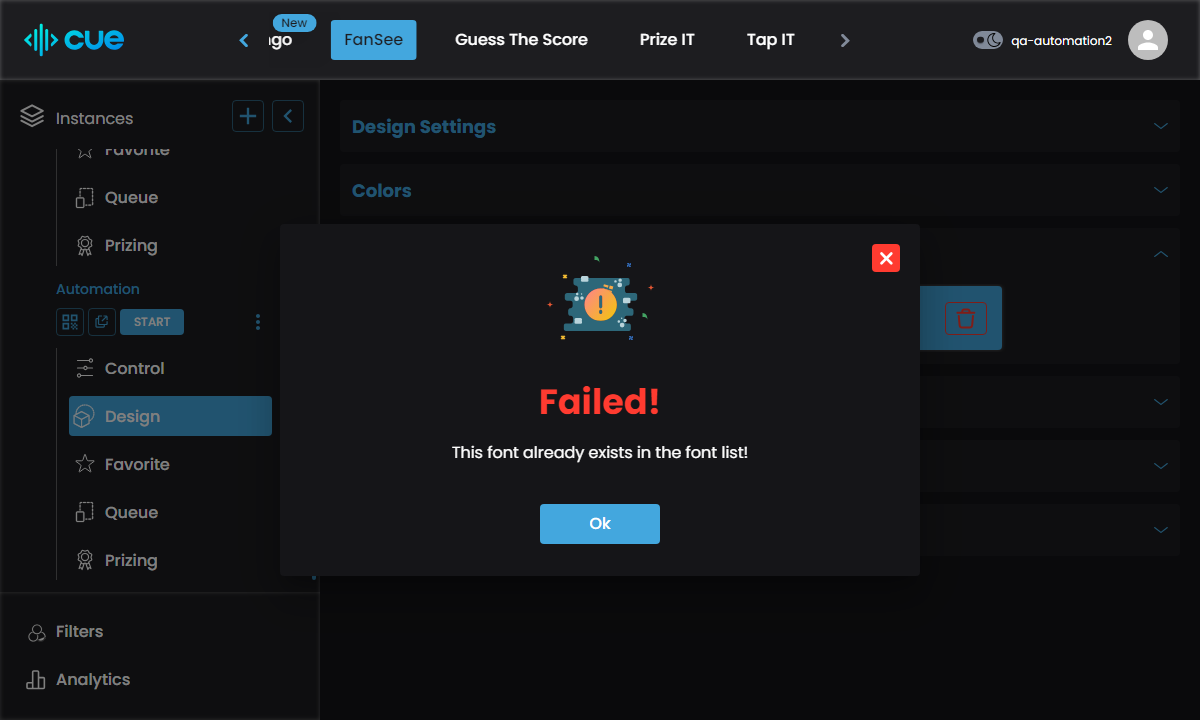 cue
New
FanSee
Guess The Score
Prize IT
Tap IT
qa-automation2
Instances
Favorite
Queue
Prizing
Automation
START
Control
Design
Favorite
Queue
Prizing
Filters
Analytics
Design Settings
Colors
Failed!
This font already exists in the font list!
Ok